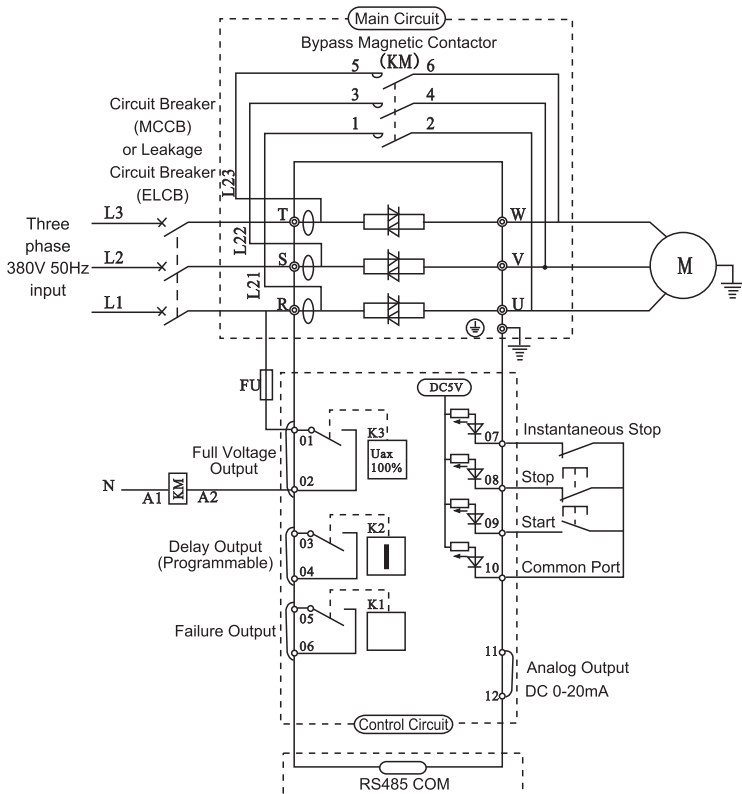 Main Circuit
Bypass Magnetic Contactor
(KM)
5 6
3 4
1 2
Circuit Breaker
(MCCB)
or Leakage
Circuit Breaker
(ELCB)
L23
L22
L21
Three
phase
380V 50Hz
input
L3
L2
L1
T
S
R
W
V
U
M
FU
DC5V
Full Voltage
Output
01
02
K3
Uax
100%
N
A1
KM
A2
Delay Output
(Programmable)
03
04
K2
Failure Output
05
06
K1
07
Instantaneous Stop
08
Stop
09
Start
10
Common Port
11
12
Analog Output
DC 0-20mA
Control Circuit
RS485 COM